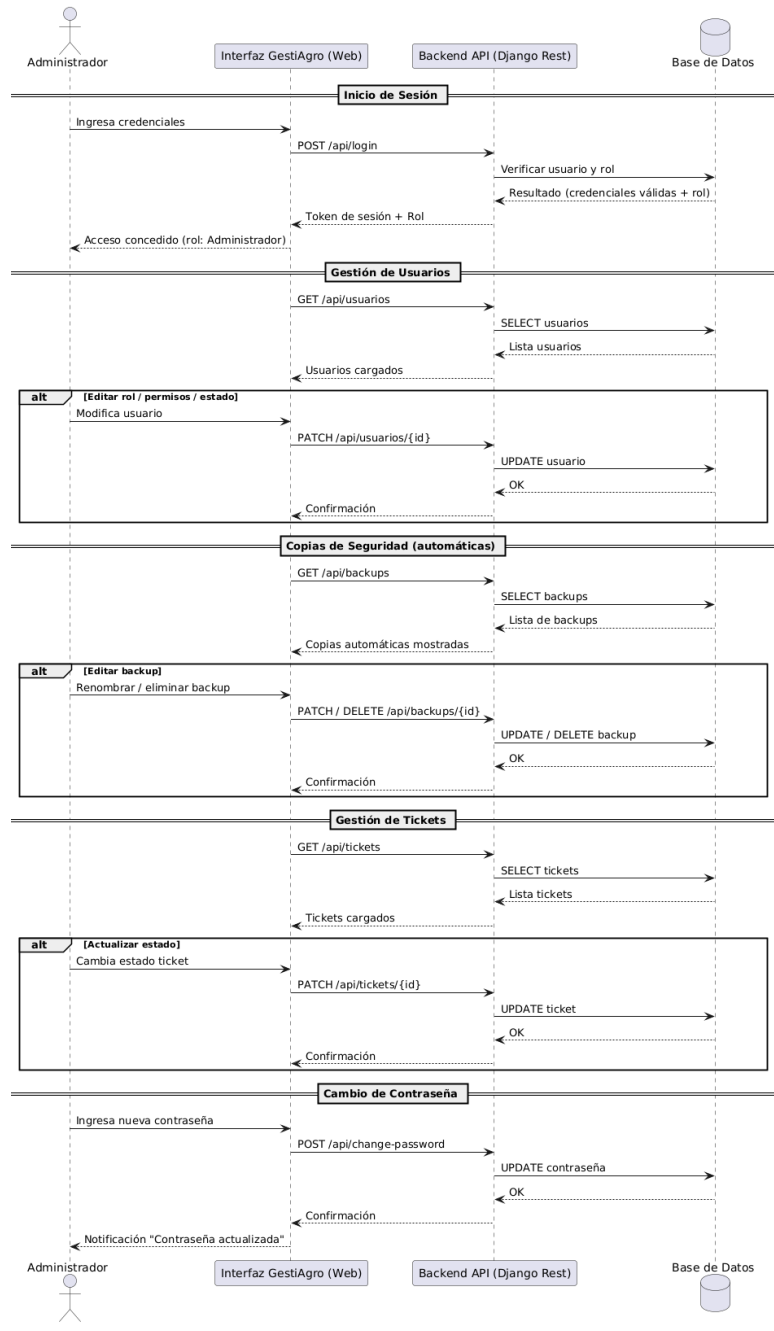 Administrador
Interfaz GestiAgro (Web)
Backend API (Django Rest)
Base de Datos
Inicio de Sesión
Ingresa credenciales
POST /api/login
Verificar usuario y rol
Resultado (credenciales válidas + rol)
Token de sesión + Rol
Acceso concedido (rol: Administrador)
Gestión de Usuarios
GET /api/usuarios
SELECT usuarios
Lista usuarios
Usuarios cargados
alt [Editar rol / permisos / estado]
Modifica usuario
PATCH /api/usuarios/{id}
UPDATE usuario
OK
Confirmación
Copias de Seguridad (automáticas)
GET /api/backups
SELECT backups
Lista de backups
Copias automáticas mostradas
alt [Editar backup]
Renombrar / eliminar backup
PATCH / DELETE /api/backups/{id}
UPDATE / DELETE backup
OK
Confirmación
Gestión de Tickets
GET /api/tickets
SELECT tickets
Lista tickets
Tickets cargados
alt [Actualizar estado]
Cambia estado ticket
PATCH /api/tickets/{id}
UPDATE ticket
OK
Confirmación
Cambio de Contraseña
Ingresa nueva contraseña
POST /api/change-password
UPDATE contraseña
OK
Confirmación
Notificación "Contraseña actualizada"
Administrador
Interfaz GestiAgro (Web)
Backend API (Django Rest)
Base de Datos